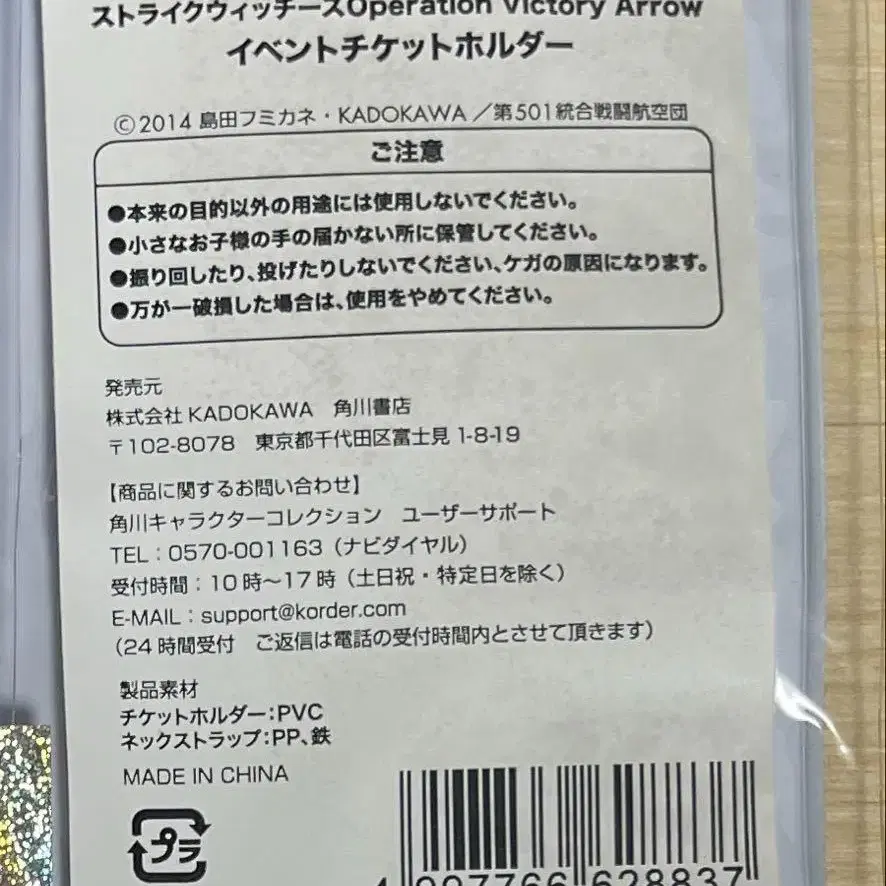 ストライクウィッチーズOperation Victory Arrow
イベントチケットホルダー
©2014 島田フミカネ・KADOKAWA／第501統合戦闘航空団
ご注意
●本来の目的以外の用途には使用しないでください。
●小さなお子様の手の届かない所に保管してください。
●振り回したり、投げたりしないでください、ケガの原因になります。
●万が一破損した場合は、使用をやめてください。
発売元
株式会社 KADOKAWA　角川書店
〒102-8078　東京都千代田区富士見 1-8-19
【商品に関するお問い合わせ】
角川キャラクターコレクション　ユーザーサポート
TEL：0570-001163（ナビダイヤル）
受付時間：10 時～17 時（土日祝・特定日を除く）
E-MAIL：support@korder.com
（24 時間受付　ご返信は電話の受付時間内とさせて頂きます）
製品素材
チケットホルダー：PVC
ネックストラップ：PP、鉄
MADE IN CHINA
プラ
4 997766 628837